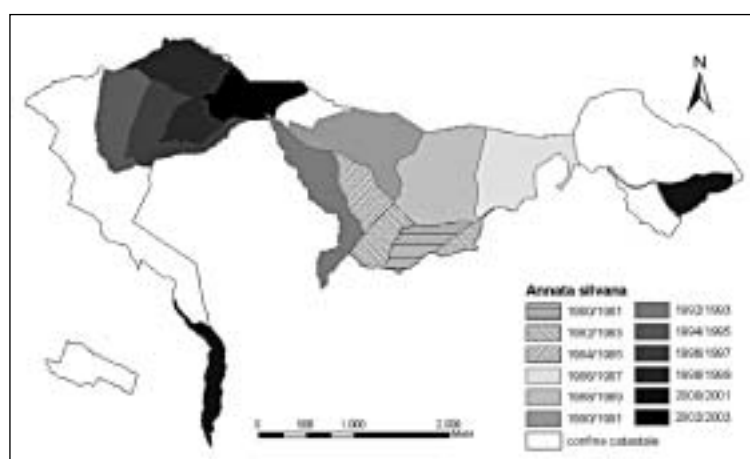 N
Annata silvana
1980/1981
1982/1983
1984/1985
1986/1987
1988/1989
1990/1991
confine catastale
1992/1993
1994/1995
1996/1997
1998/1999
2000/2001
2002/2003
0 500 1.000 2.000
Metri